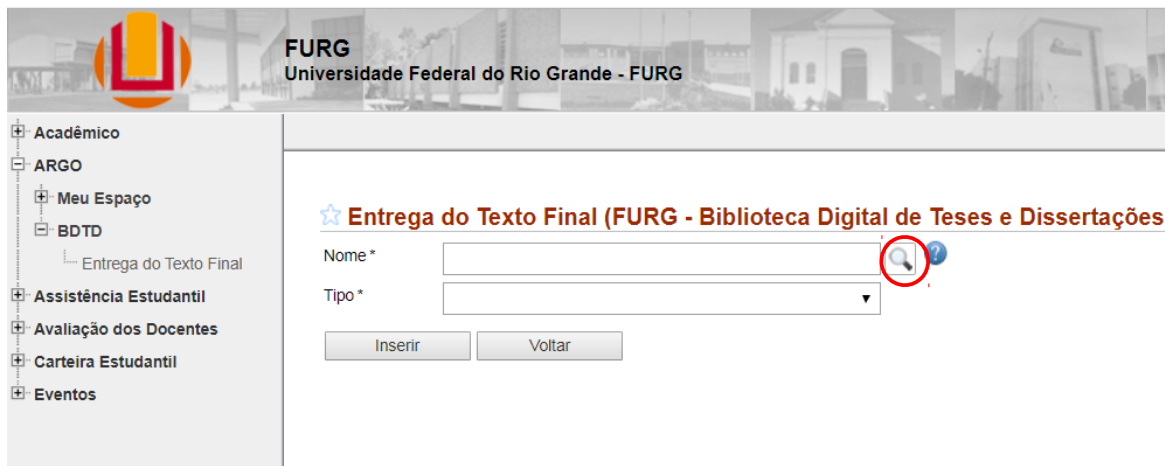 FURG
Universidade Federal do Rio Grande - FURG
Acadêmico
ARGO
Meu Espaço
BDTD
Entrega do Texto Final
Assistência Estudantil
Avaliação dos Docentes
Carteira Estudantil
Eventos
Entrega do Texto Final (FURG - Biblioteca Digital de Teses e Dissertações
Nome *
?
Tipo *
Inserir Voltar